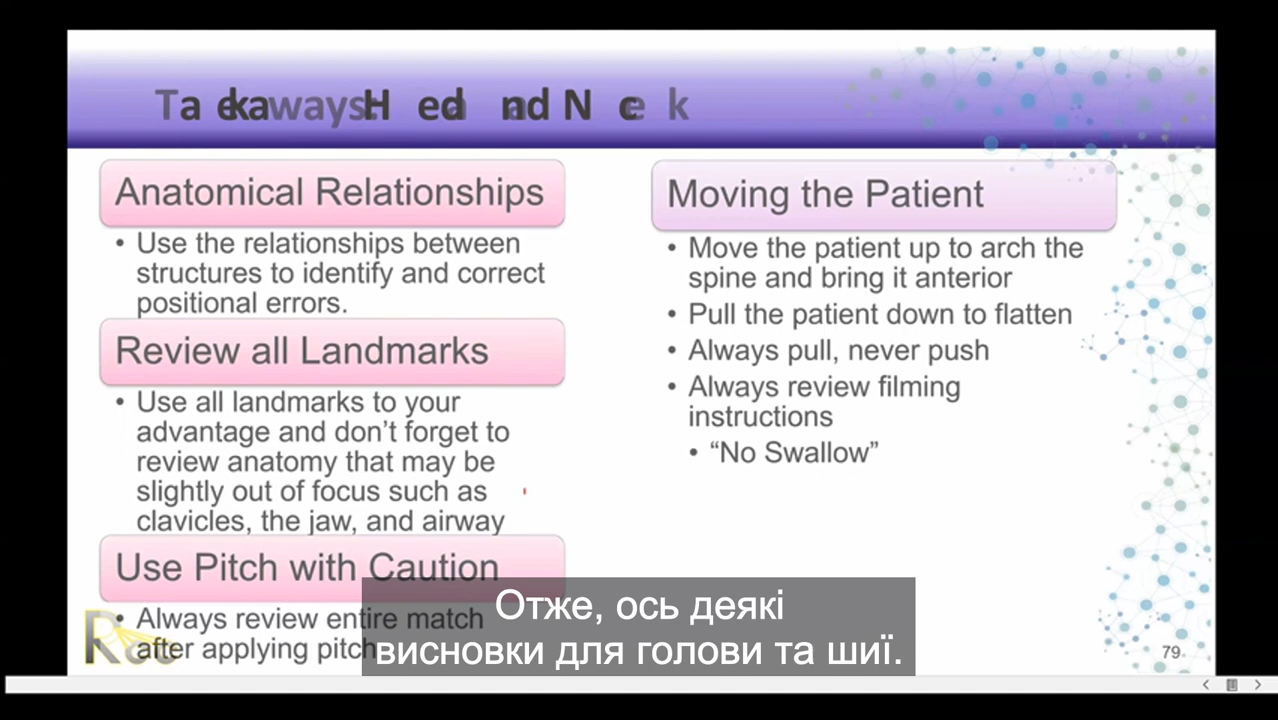 Takeaways: Head and Neck
Anatomical Relationships
• Use the relationships between
structures to identify and correct
positional errors.
Review all Landmarks
• Use all landmarks to your
advantage and don't forget to
review anatomy that may be
slightly out of focus such as
clavicles, the jaw, and airway
Use Pitch with Caution
• Always review entire match
after applying pitch
Moving the Patient
• Move the patient up to arch the
spine and bring it anterior
• Pull the patient down to flatten
• Always pull, never push
• Always review filming
instructions
• “No Swallow”
Отже, ось деякі
висновки для голови та шиї.
79